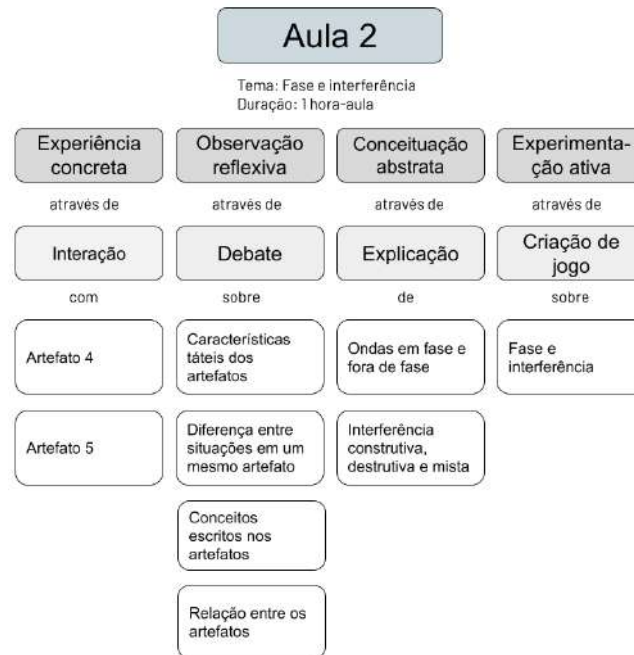 Aula 2
Tema: Fase e interferência
Duração: 1 hora-aula
Experiência
concreta
Observação
reflexiva
Conceituação
abstrata
Experimenta-
ção ativa
através de
através de
através de
através de
Interação
Debate
Explicação
Criação de
jogo
com
sobre
de
sobre
Artefato 4
Características
táteis dos
artefatos
Ondas em fase e
fora de fase
Fase e
interferência
Artefato 5
Diferença entre
situações em um
mesmo artefato
Interferência
construtiva,
destrutiva e mista
Conceitos
escritos nos
artefatos
Relação entre os
artefatos